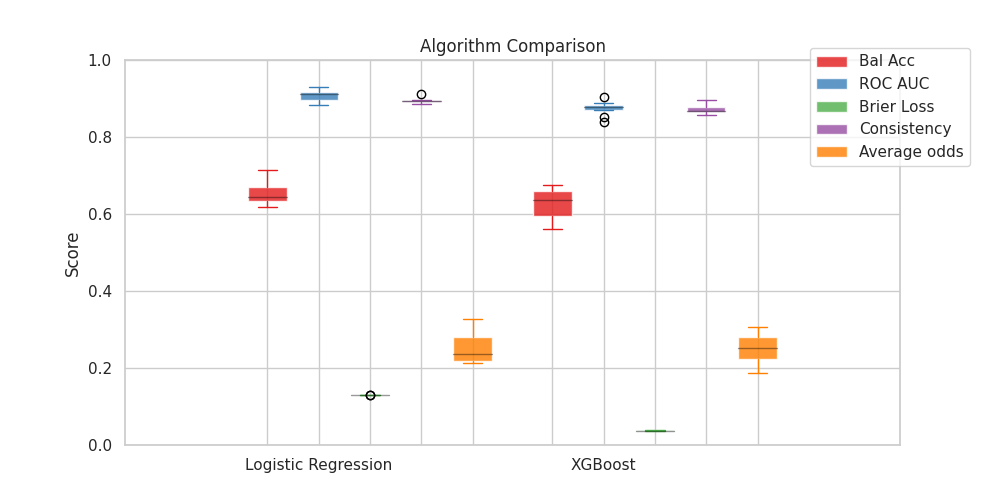 Algorithm Comparison
Bal Acc
ROC AUC
Brier Loss
Consistency
Average odds
1.0
0.8
0.6
0.4
0.2
0.0
Score
Logistic Regression
XGBoost